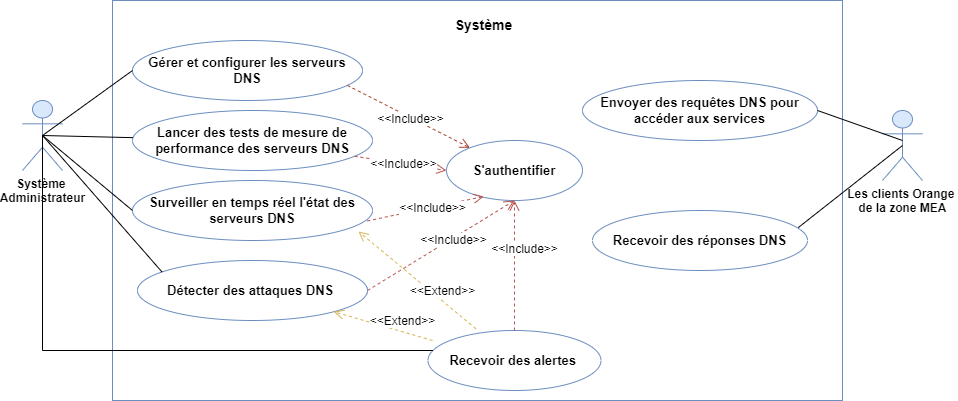 Système
Gérer et configurer les serveurs
DNS
<<Include>>
Envoyer des requêtes DNS pour
accéder aux services
Lancer des tests de mesure de
performance des serveurs DNS
<<Include>>
S'authentifier
Système
Administrateur
Surveiller en temps réel l'état des
serveurs DNS
<<Include>>
Les clients Orange
de la zone MEA
<<Include>>
<<Include>>
Recevoir des réponses DNS
Détecter des attaques DNS
<<Extend>>
<<Extend>>
Recevoir des alertes